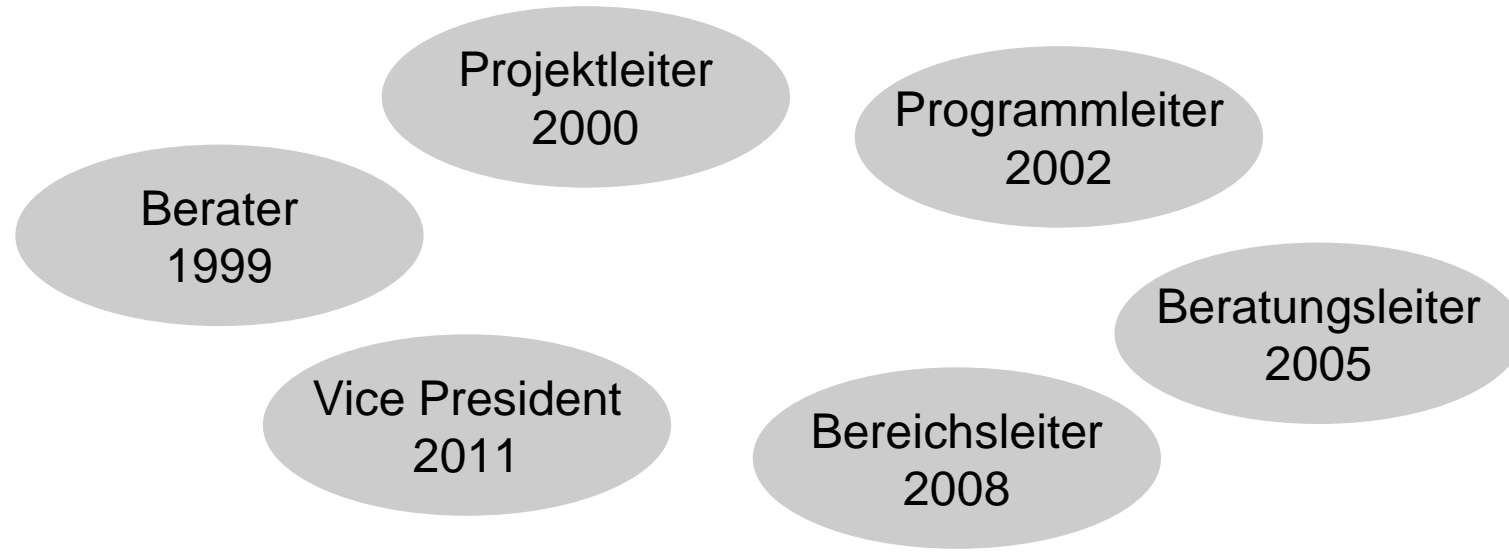 Projektleiter
2000
Programmleiter
2002
Berater
1999
Beratungsleiter
2005
Vice President
2011
Bereichsleiter
2008